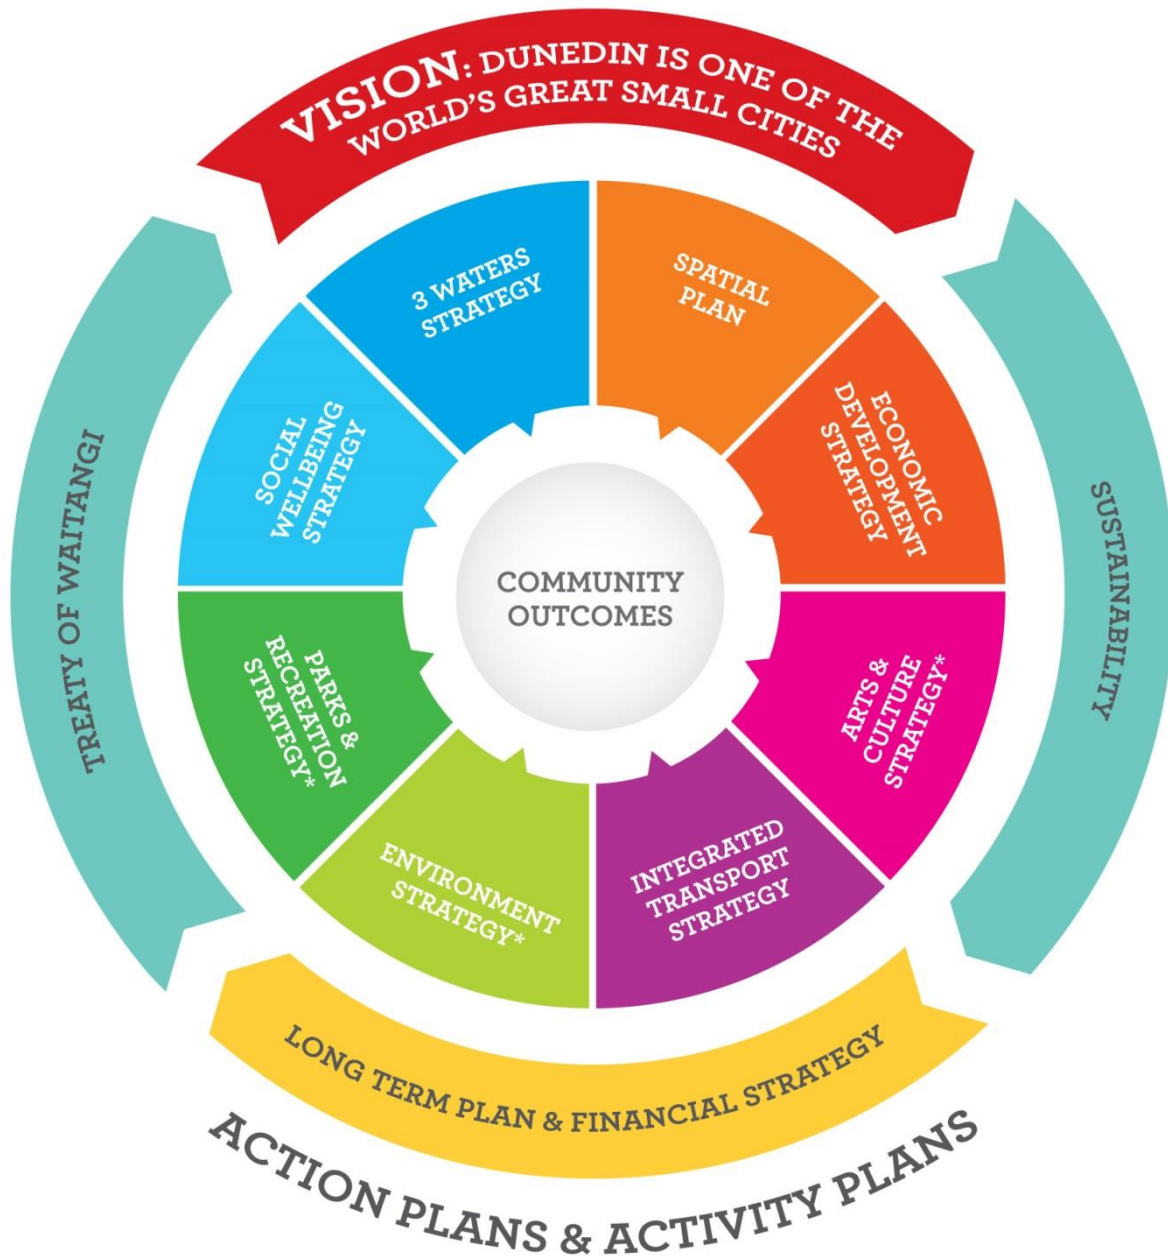 VISION: DUNEDIN IS ONE OF THE
WORLD'S GREAT SMALL CITIES
3 WATERS
STRATEGY
SPATIAL
PLAN
ECONOMIC
DEVELOPMENT
STRATEGY
SOCIAL
WELLBEING
STRATEGY
TREATY OF WAITANGI
SUSTAINABILITY
COMMUNITY
OUTCOMES
PARKS &
RECREATION
STRATEGY*
ARTS &
CULTURE
STRATEGY*
ENVIRONMENT
STRATEGY*
INTEGRATED
TRANSPORT
STRATEGY
LONG TERM PLAN & FINANCIAL STRATEGY
ACTION PLANS & ACTIVITY PLANS